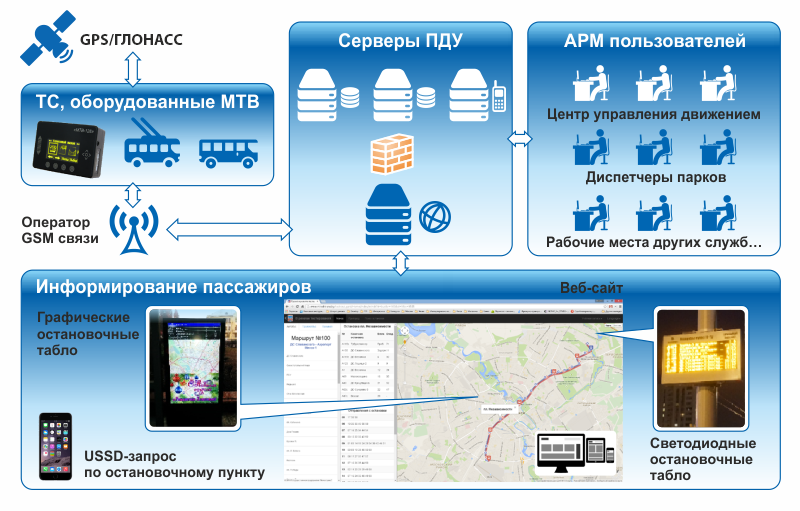 GPS/ГЛОНАСС
Серверы ПДУ
АРМ пользователей
ТС, оборудованные МТВ
Центр управления движением
Диспетчеры парков
Оператор
GSM связи
Рабочие места других служб...
Информирование пассажиров
Веб-сайт
Графические
остановочные
табло
Маршрут №100
USSD-запрос
по остановочному пункту
Светодиодные
остановочные
табло